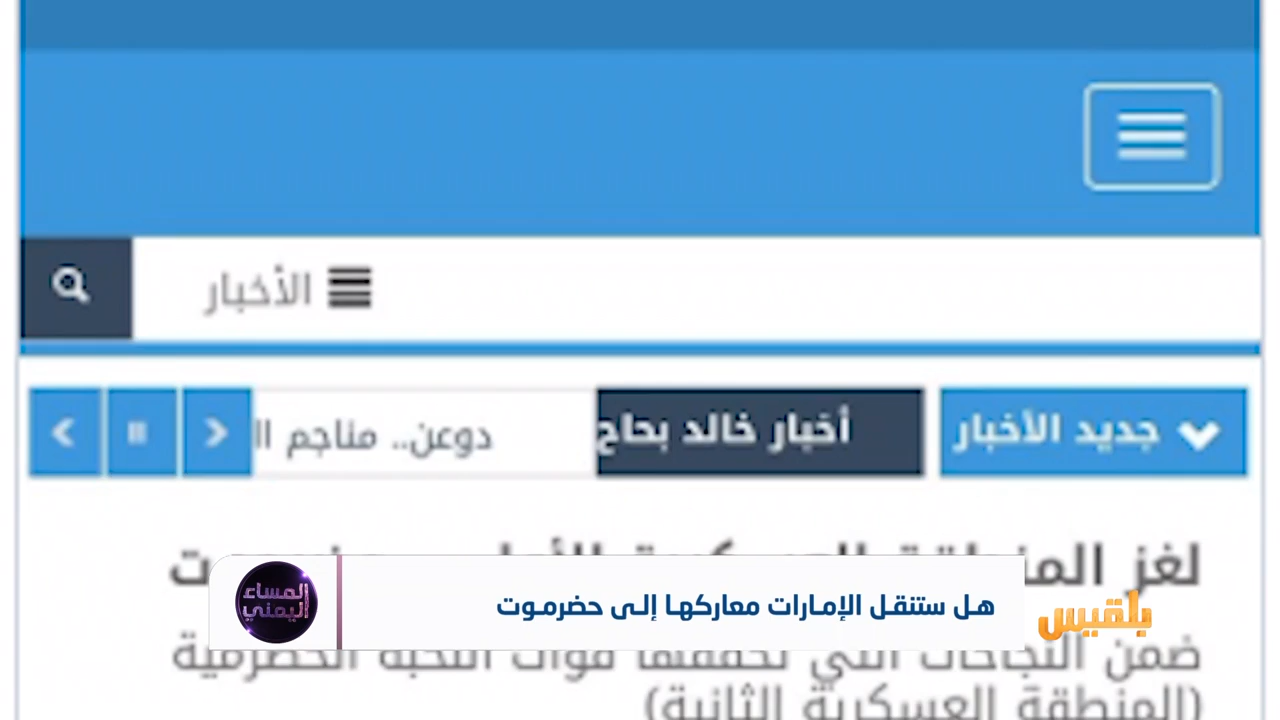 الأخبار
جديد الأخبار
أخبار خالد بحاح
دوعن.. مناجم ال
لغز
هل ستنقل الإمارات معاركها إلى حضرموت
المساء اليمني
بلقيس
ضمن النجاحات التي تحققها قوات النخبة الحضرمية
(المنطقة العسكرية الثانية)